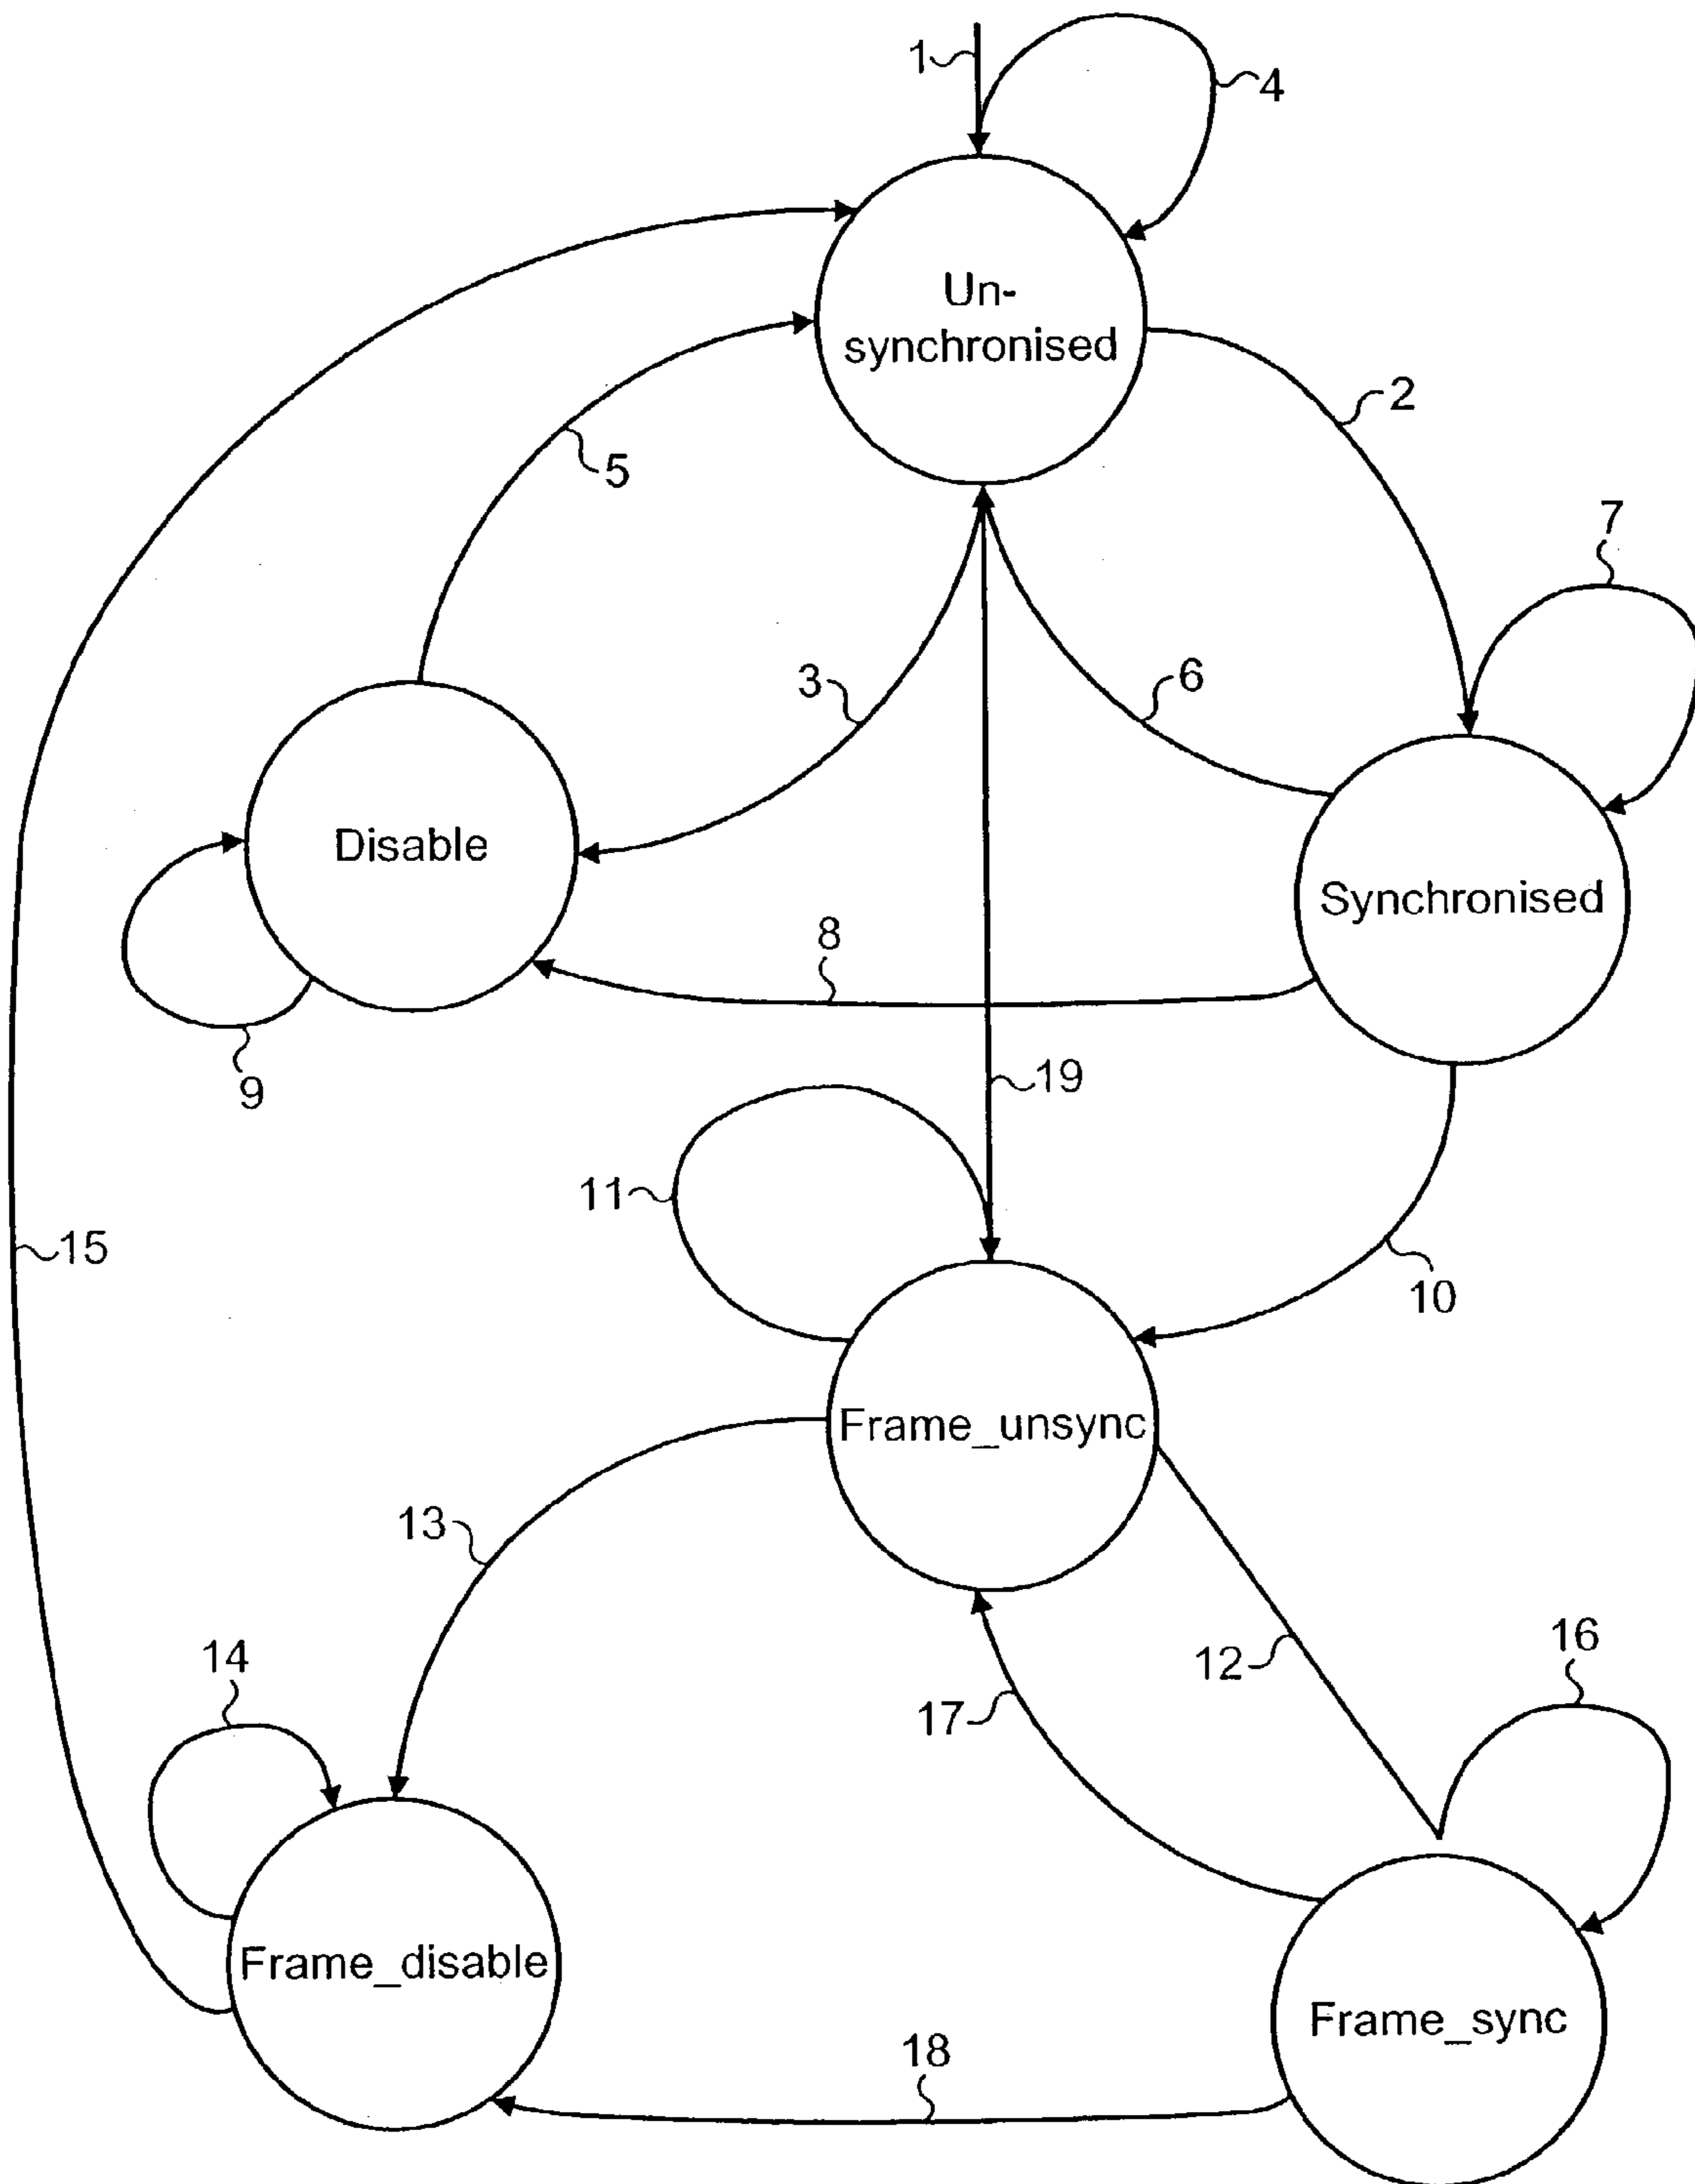 1
4
Un-
synchronised
2
5
7
3
6
Disable
Synchronised
8
9
19
11
15
10
Frame_unsync
13
12
16
14
17
Frame_disable
Frame_sync
18